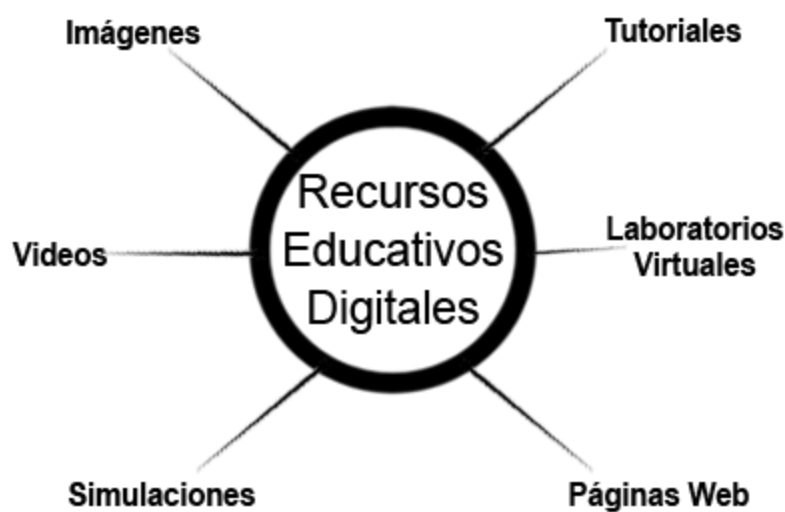 Imágenes
Tutoriales
Recursos
Educativos
Digitales
Videos
Laboratorios
Virtuales
Simulaciones
Páginas Web